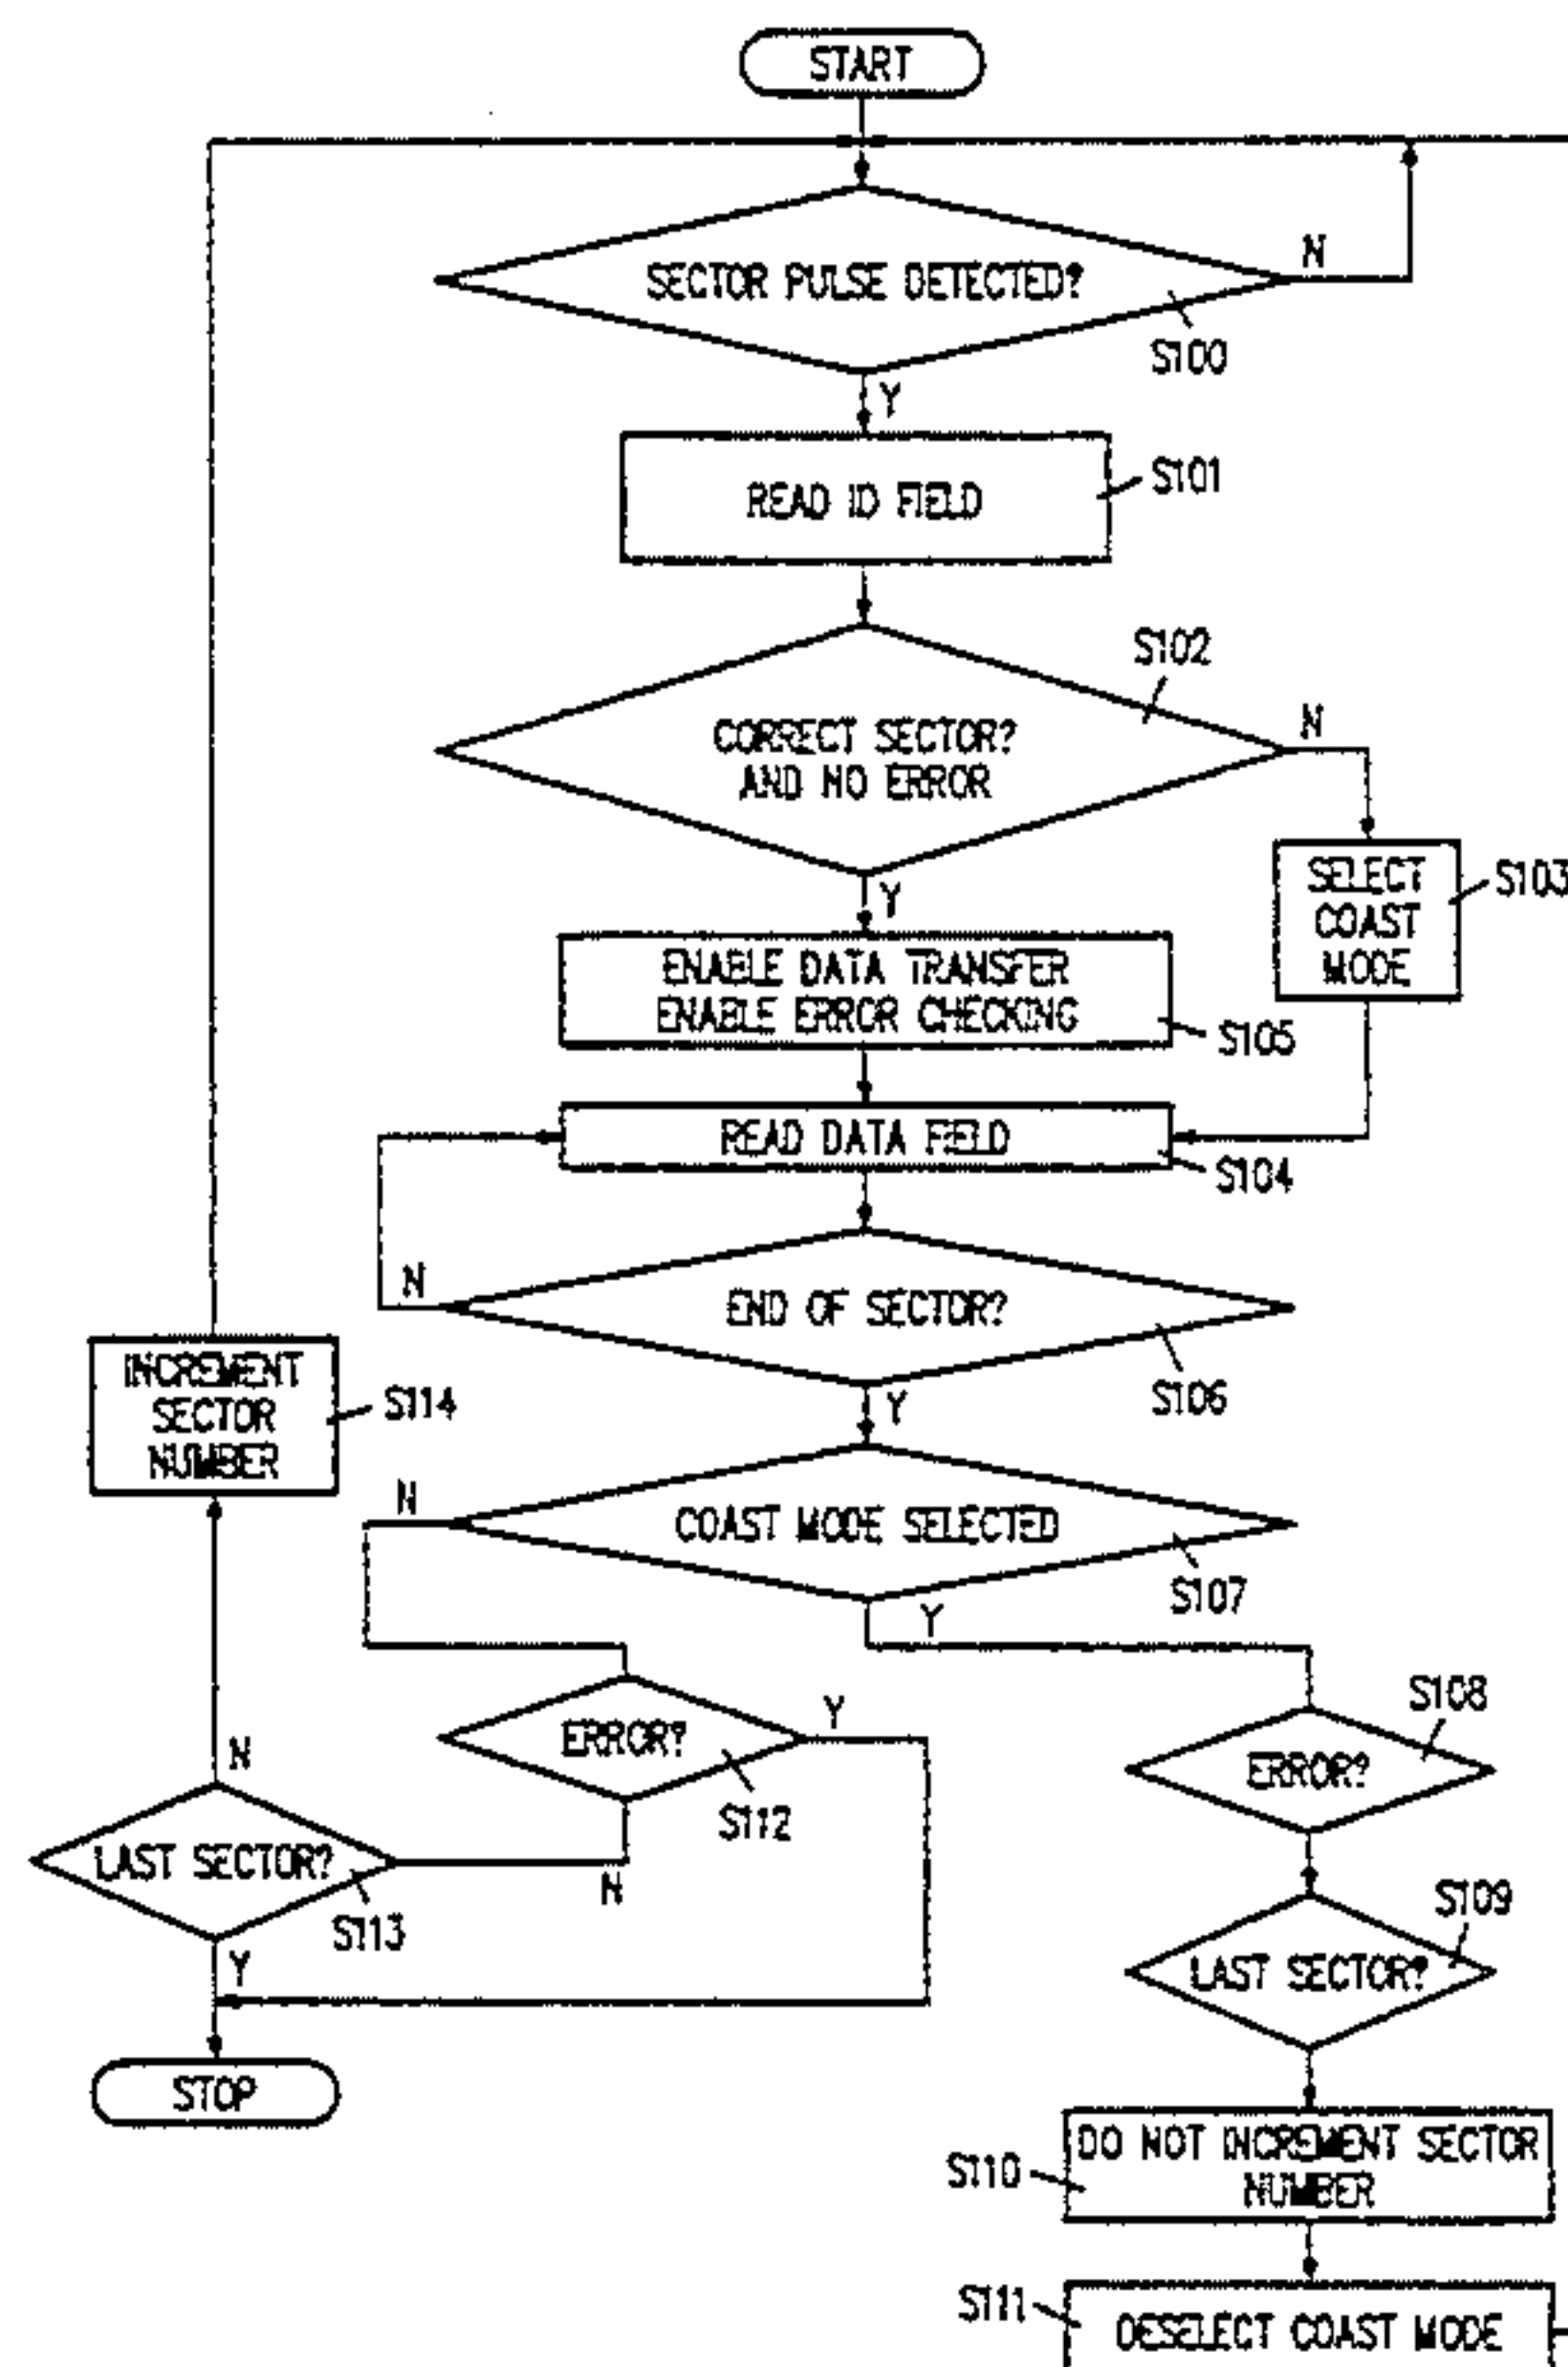 START
SECTOR PULSE DETECTED?
N
S100
Y
READ ID FIELD
S101
S102
CORRECT SECTOR?
AND NO ERROR
N
Y
SELECT
COAST
MODE
S103
ENABLE DATA TRANSFER
ENABLE ERROR CHECKING
S105
READ DATA FIELD
S104
END OF SECTOR?
N
S106
Y
INCREMENT
SECTOR
NUMBER
S114
COAST MODE SELECTED
N
S107
Y
ERROR?
Y
S112
N
S108
ERROR?
N
LAST SECTOR?
S113
Y
S109
LAST SECTOR?
STOP
DO NOT INCREMENT SECTOR
NUMBER
S110
S111
DESELECT COAST MODE